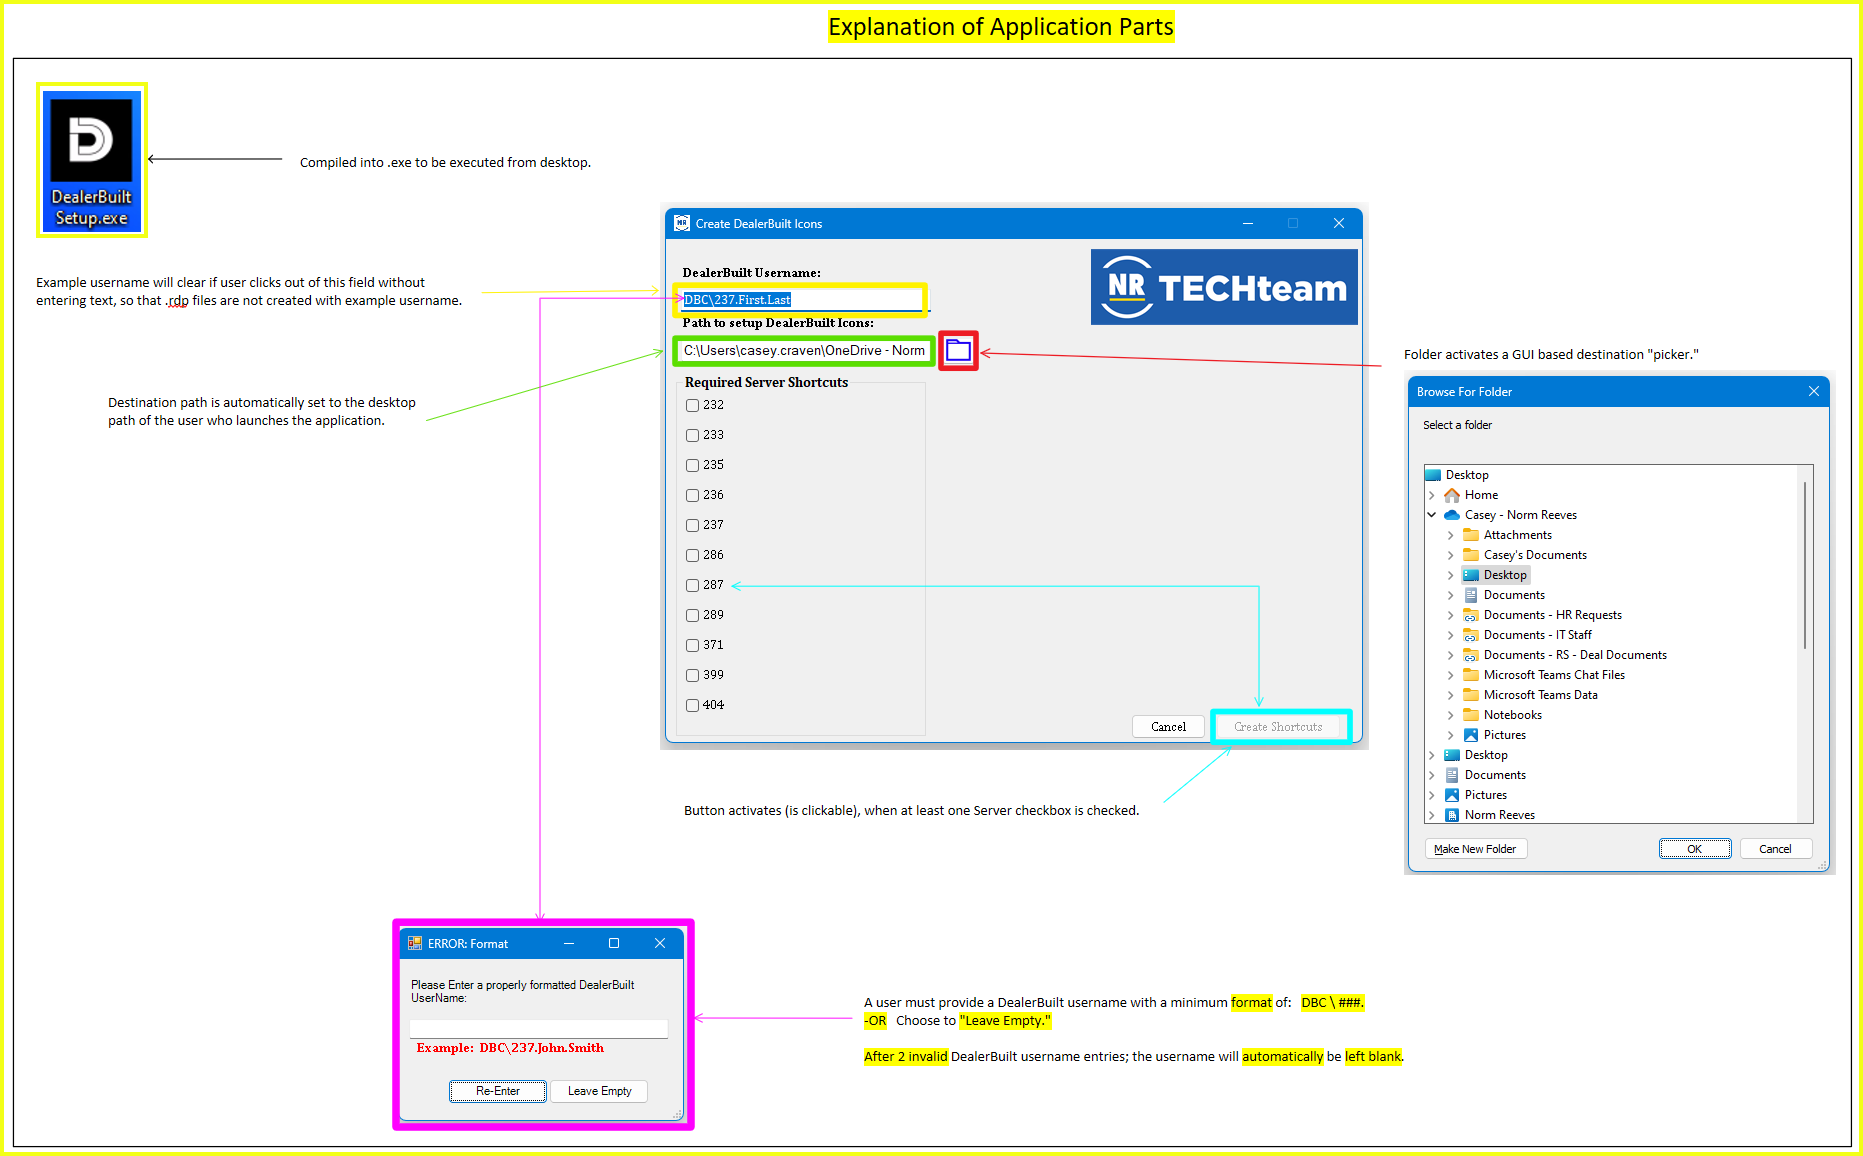 Explanation of Application Parts
DealerBuilt
Setup.exe
Compiled into .exe to be executed from desktop.
Example username will clear if user clicks out of this field without
entering text, so that .rdp files are not created with example username.
Destination path is automatically set to the desktop
path of the user who launches the application.
NR
Create DealerBuilt Icons
DealerBuilt Username:
DBC\237.First.Last
Path to setup DealerBuilt Icons:
C:\Users\casey.craven\OneDrive - Norm
NR TECHteam
Required Server Shortcuts
232
233
235
236
237
286
287
289
371
399
404
Cancel
Create Shortcuts
Button activates (is clickable), when at least one Server checkbox is checked.
Folder activates a GUI based destination "picker."
Browse For Folder
Select a folder
Desktop
Home
Casey - Norm Reeves
Attachments
Casey's Documents
Desktop
Documents
Documents - HR Requests
Documents - IT Staff
Documents - RS - Deal Documents
Microsoft Teams Chat Files
Microsoft Teams Data
Notebooks
Pictures
Desktop
Documents
Pictures
Norm Reeves
Make New Folder
OK
Cancel
ERROR: Format
Please Enter a properly formatted DealerBuilt
UserName:
Example: DBC\237.John.Smith
Re-Enter
Leave Empty
A user must provide a DealerBuilt username with a minimum format of: DBC \ ###.
-OR Choose to "Leave Empty."
After 2 invalid DealerBuilt username entries; the username will automatically be left blank.